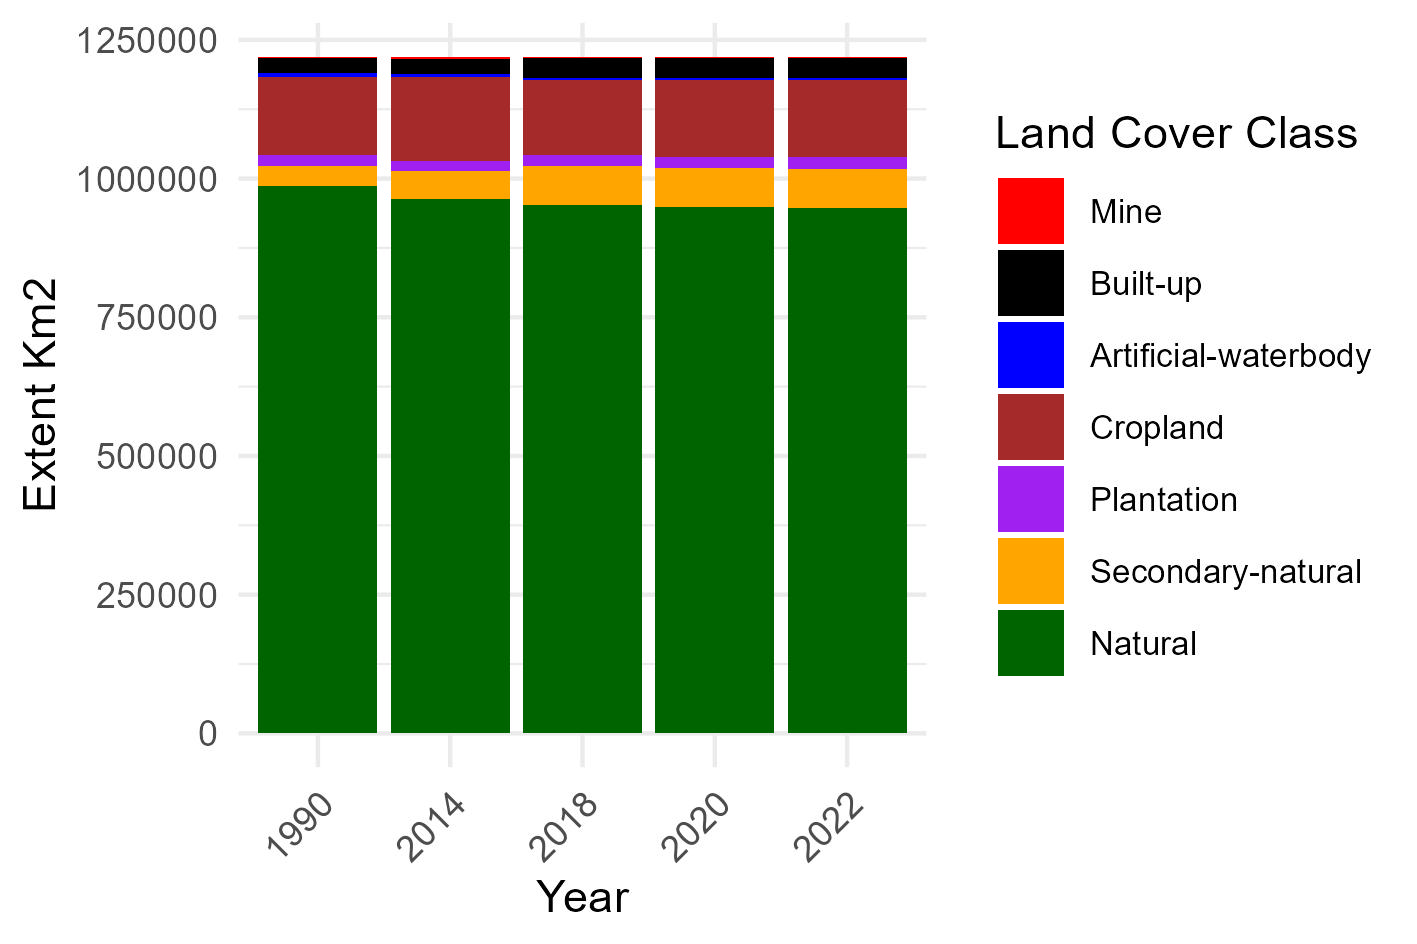 1250000
1000000
750000
500000
250000
0
Extent Km2
1990
2014
2018
2020
2022
Year
Land Cover Class
Mine
Built-up
Artificial-waterbody
Cropland
Plantation
Secondary-natural
Natural